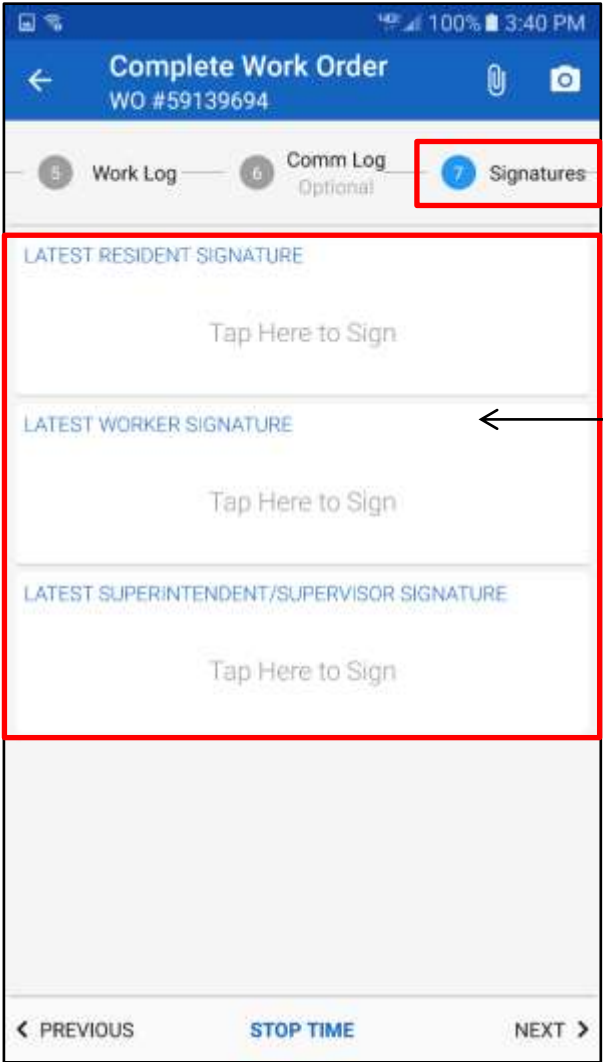 100% 3:40 PM
Complete Work Order
WO #59139694
5 Work Log 6 Comm Log 7 Signatures
Optional
LATEST RESIDENT SIGNATURE
Tap Here to Sign
LATEST WORKER SIGNATURE
Tap Here to Sign
LATEST SUPERINTENDENT/SUPERVISOR SIGNATURE
Tap Here to Sign
PREVIOUS STOP TIME NEXT